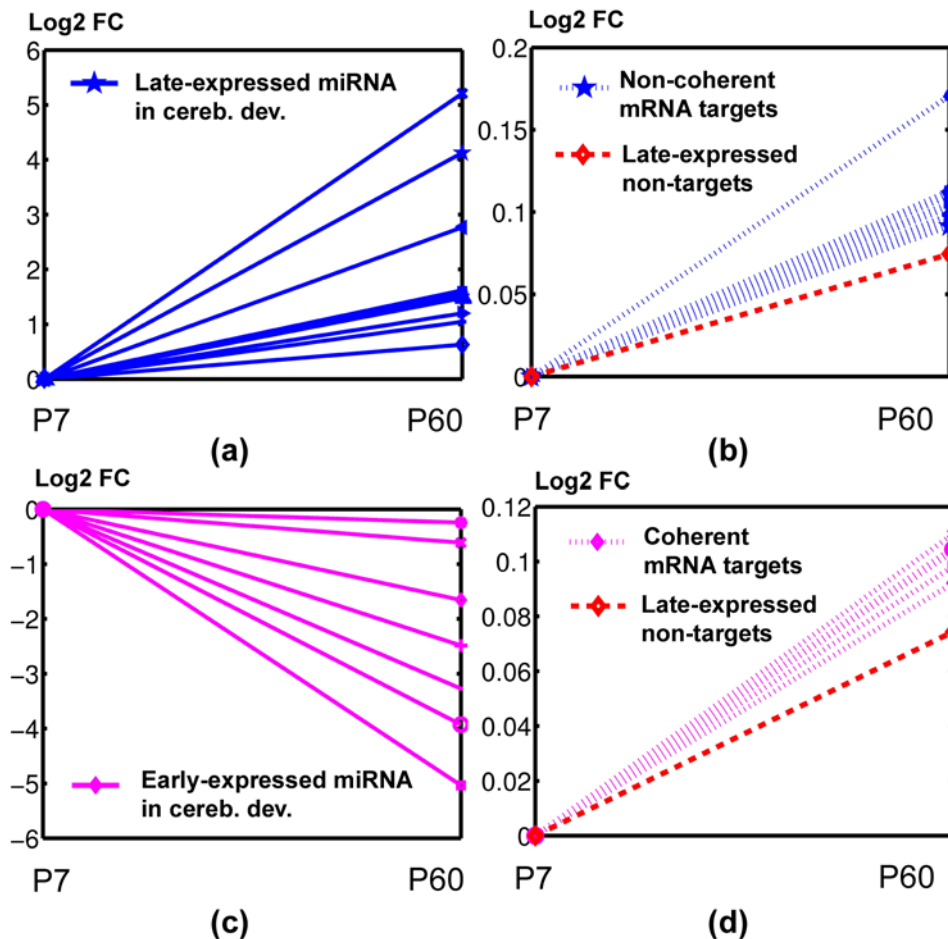 Log2 FC
6
5
4
3
2
1
0
Late-expressed miRNA
in cereb. dev.
P7
P60
(a)
Log2 FC
0.2
0.15
0.1
0.05
0
Non-coherent
mRNA targets
Late-expressed
non-targets
P7
P60
(b)
Log2 FC
0
−1
−2
−3
−4
−5
−6
Early-expressed miRNA
in cereb. dev.
P7
P60
(c)
Log2 FC
0.12
0.1
0.08
0.06
0.04
0.02
0
Coherent
mRNA targets
Late-expressed
non-targets
P7
P60
(d)